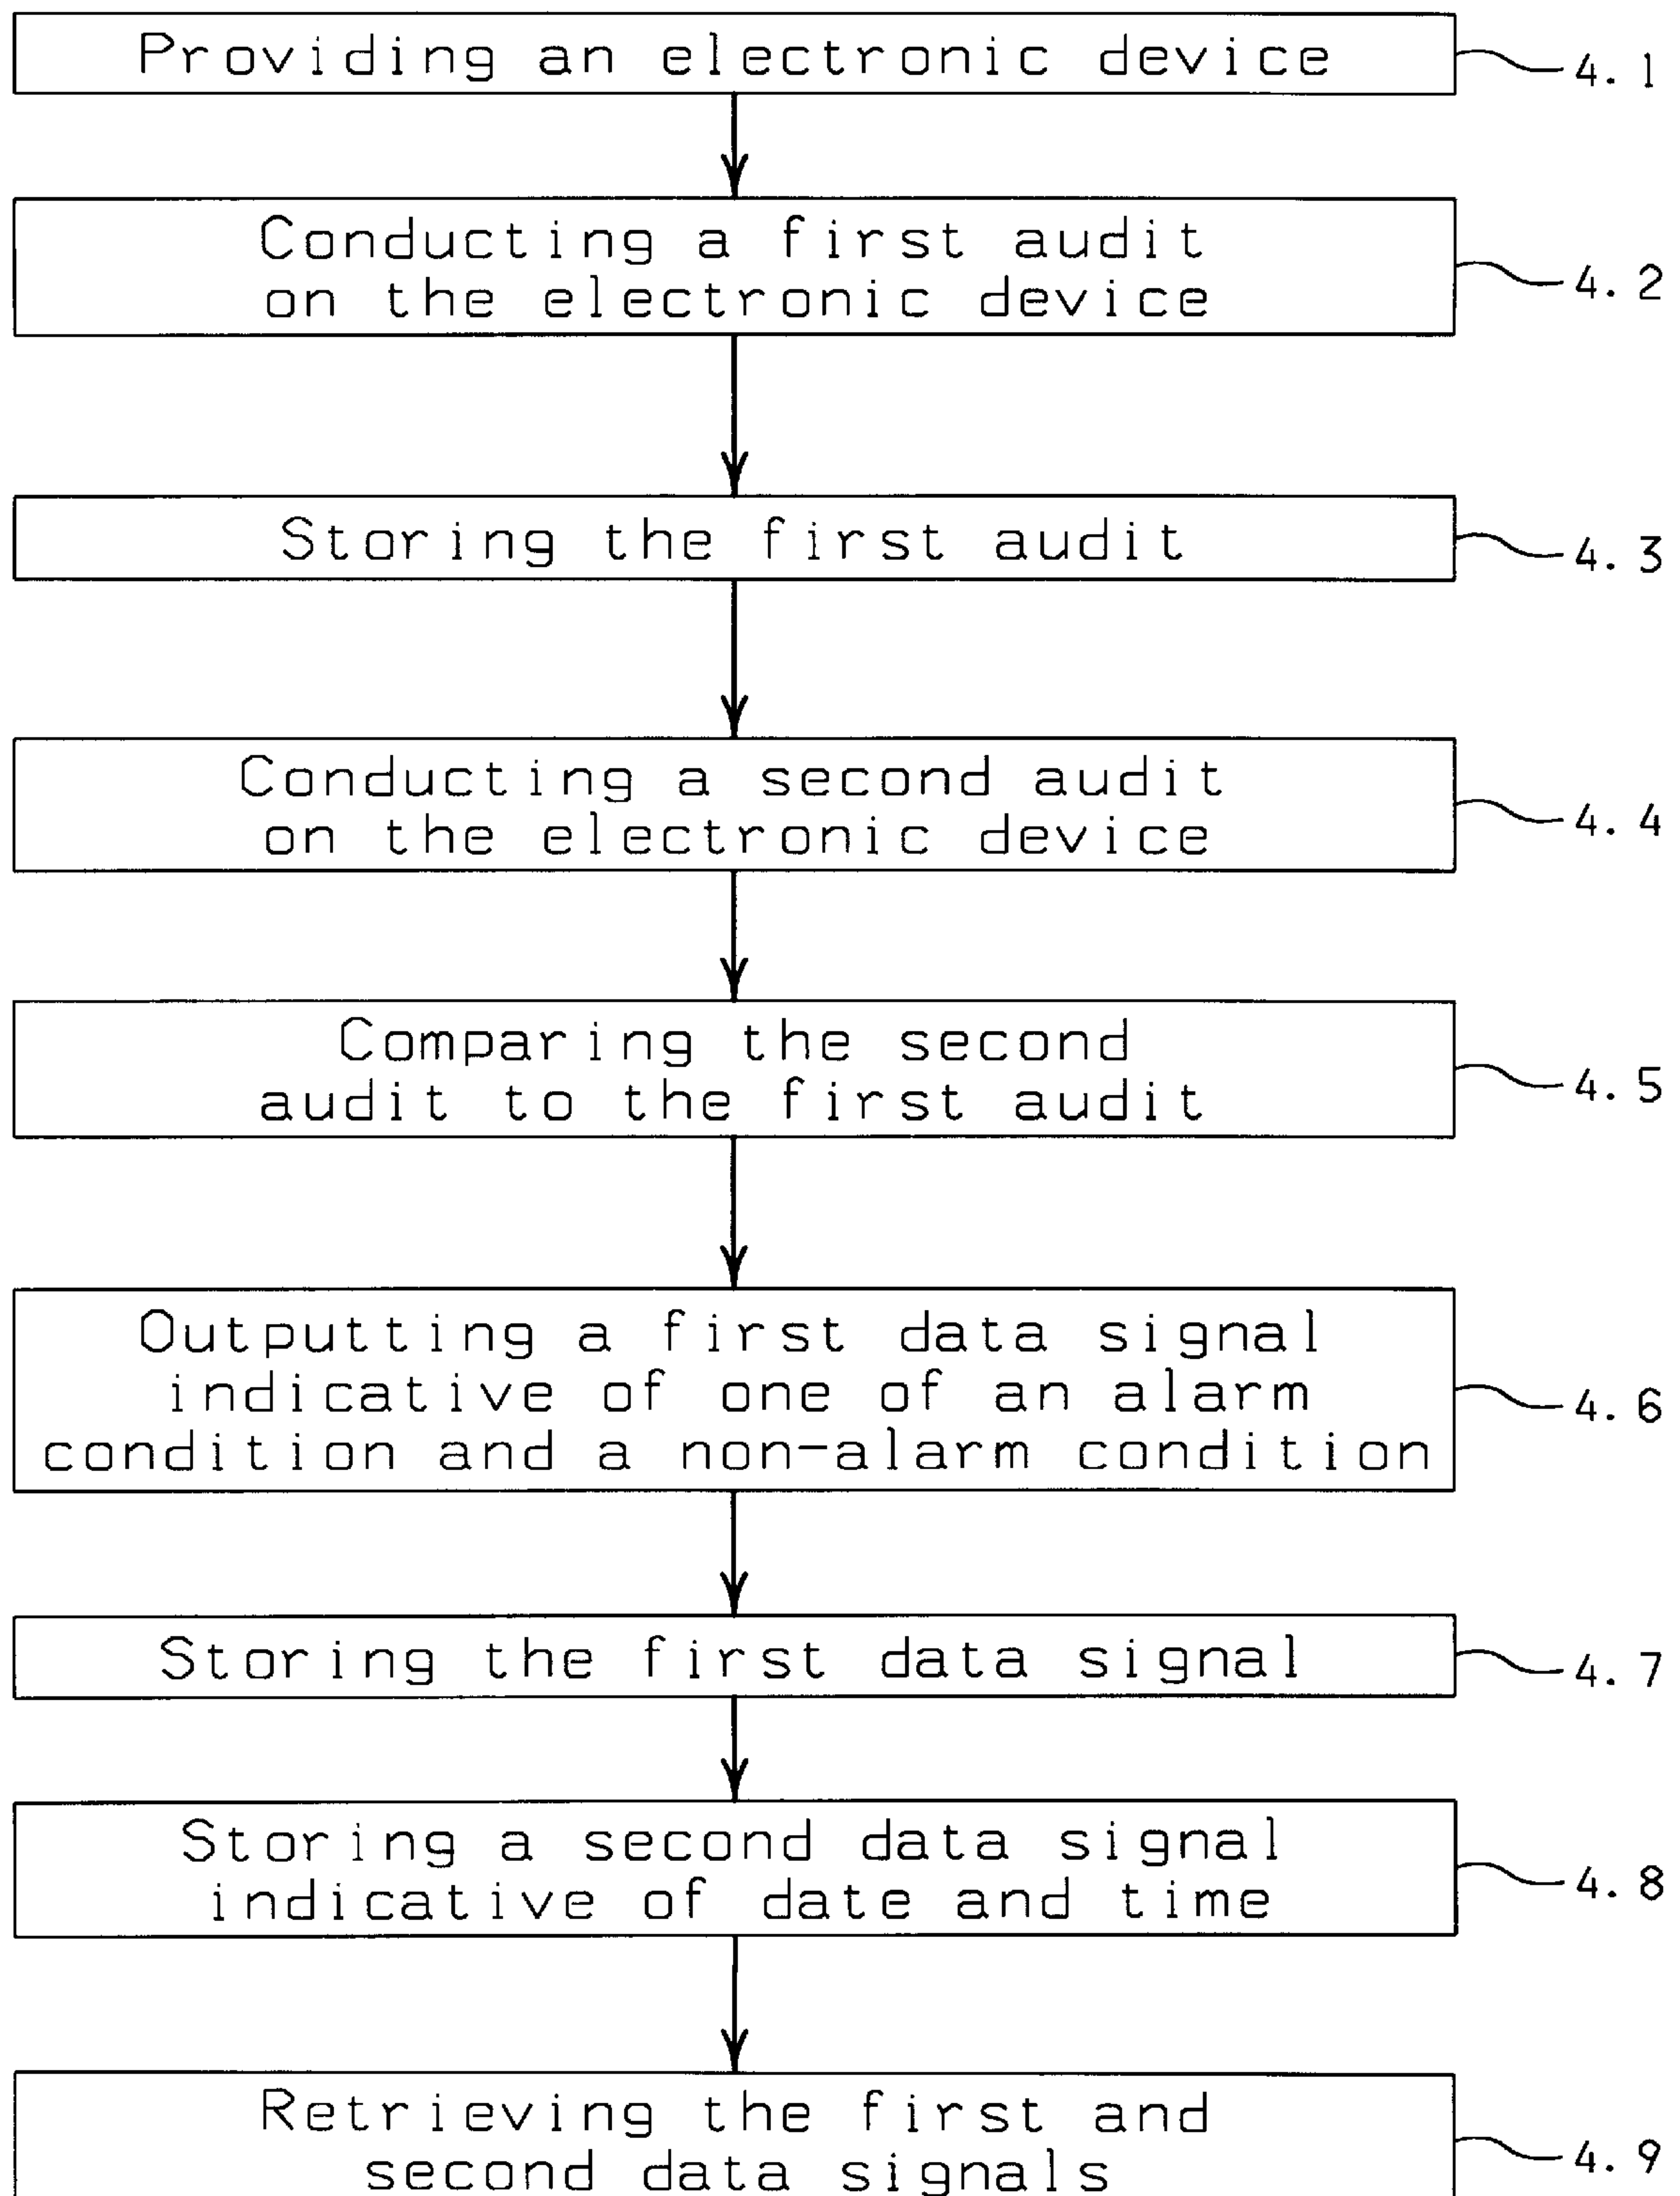 Providing an electronic device
4.1
Conducting a first audit
on the electronic device
4.2
Storing the first audit
4.3
Conducting a second audit
on the electronic device
4.4
Comparing the second
audit to the first audit
4.5
Outputting a first data signal
indicative of one of an alarm
condition and a non-alarm condition
4.6
Storing the first data signal
4.7
Storing a second data signal
indicative of date and time
4.8
Retrieving the first and
second data signals
4.9